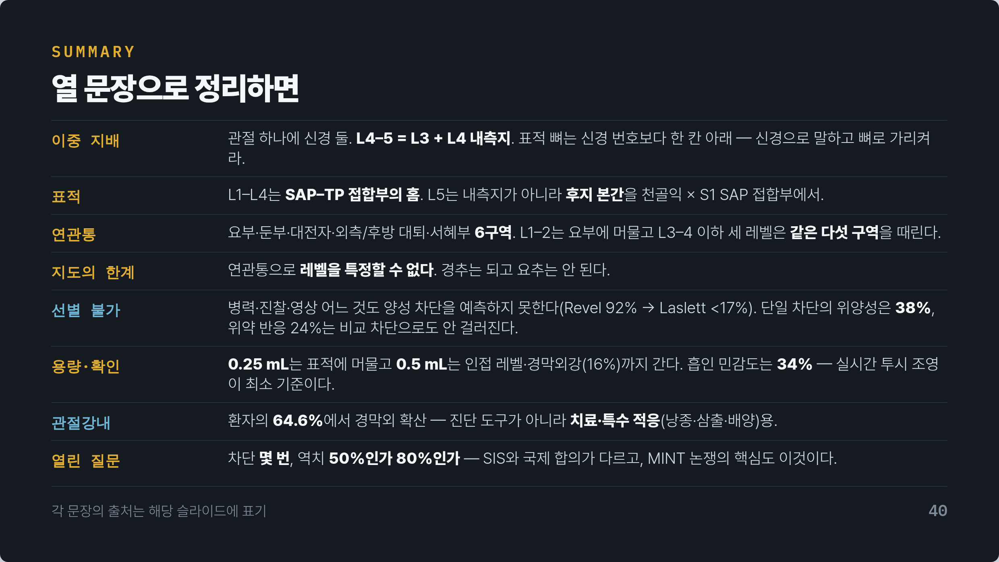 SUMMARY
열 문장으로 정리하면
이중 지배
관절 하나에 신경 둘. L4–5 = L3 + L4 내측지. 표적 뼈는 신경 번호보다 한 칸 아래 — 신경으로 말하고 뼈로 가리켜
라.
표적
L1–L4는 SAP–TP 접합부의 홈. L5는 내측지가 아니라 후지 본간을 천골익 × S1 SAP 접합부에서.
연관통
요부·둔부·대전자·외측/후방 대퇴·서혜부 6구역. L1–2는 요부에 머물고 L3–4 이하 세 레벨은 같은 다섯 구역을 때린다.
지도의 한계
연관통으로 레벨을 특정할 수 없다. 경추는 되고 요추는 안 된다.
선별 불가
병력·진찰·영상 어느 것도 양성 차단을 예측하지 못한다(Revel 92% → Laslett <17%). 단일 차단의 위양성은 38%,
위약 반응 24%는 비교 차단으로도 안 걸러진다.
용량·확인
0.25 mL는 표적에 머물고 0.5 mL는 인접 레벨·경막외강(16%)까지 간다. 흡인 민감도는 34% — 실시간 투시 조영
이 최소 기준이다.
관절강내
환자의 64.6%에서 경막외 확산 — 진단 도구가 아니라 치료·특수 적응(낭종·삼출·배양)용.
열린 질문
차단 몇 번, 역치 50%인가 80%인가 — SIS와 국제 합의가 다르고, MINT 논쟁의 핵심도 이것이다.
각 문장의 출처는 해당 슬라이드에 표기
40